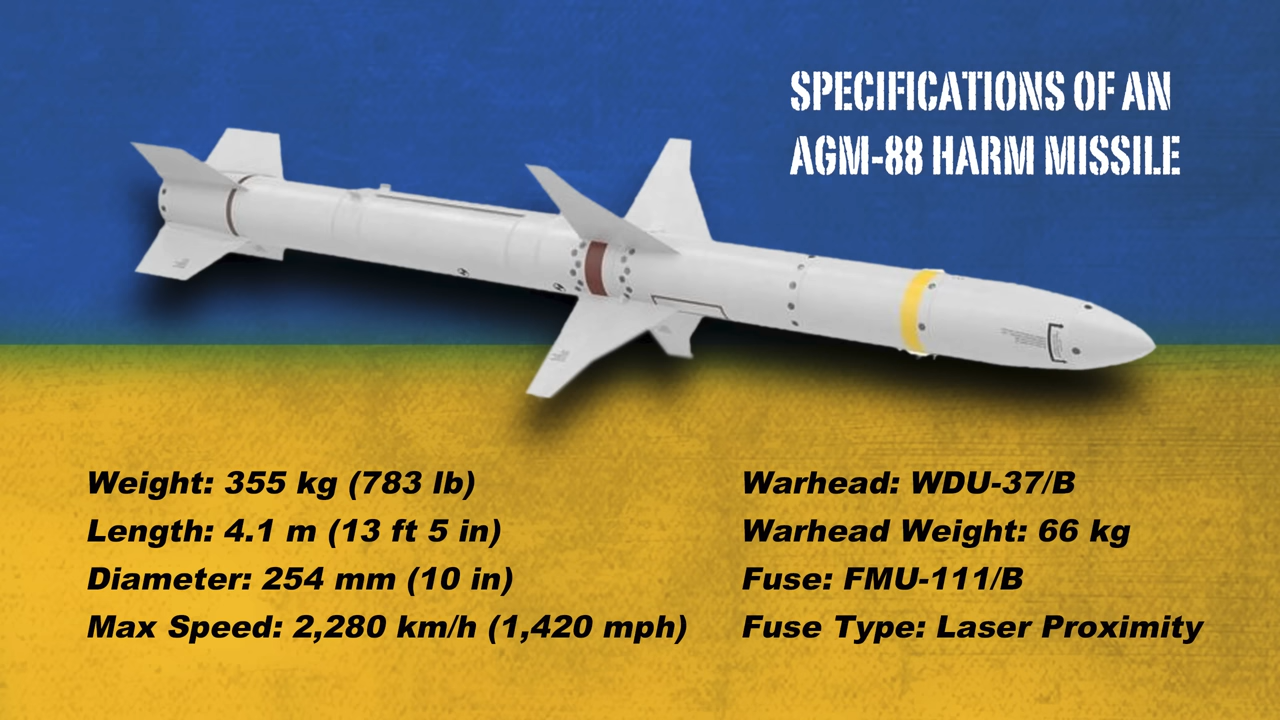 SPECIFICATIONS OF AN
AGM-88 HARM MISSILE
Weight: 355 kg (783 lb)
Length: 4.1 m (13 ft 5 in)
Diameter: 254 mm (10 in)
Max Speed: 2,280 km/h (1,420 mph)
Warhead: WDU-37/B
Warhead Weight: 66 kg
Fuse: FMU-111/B
Fuse Type: Laser Proximity